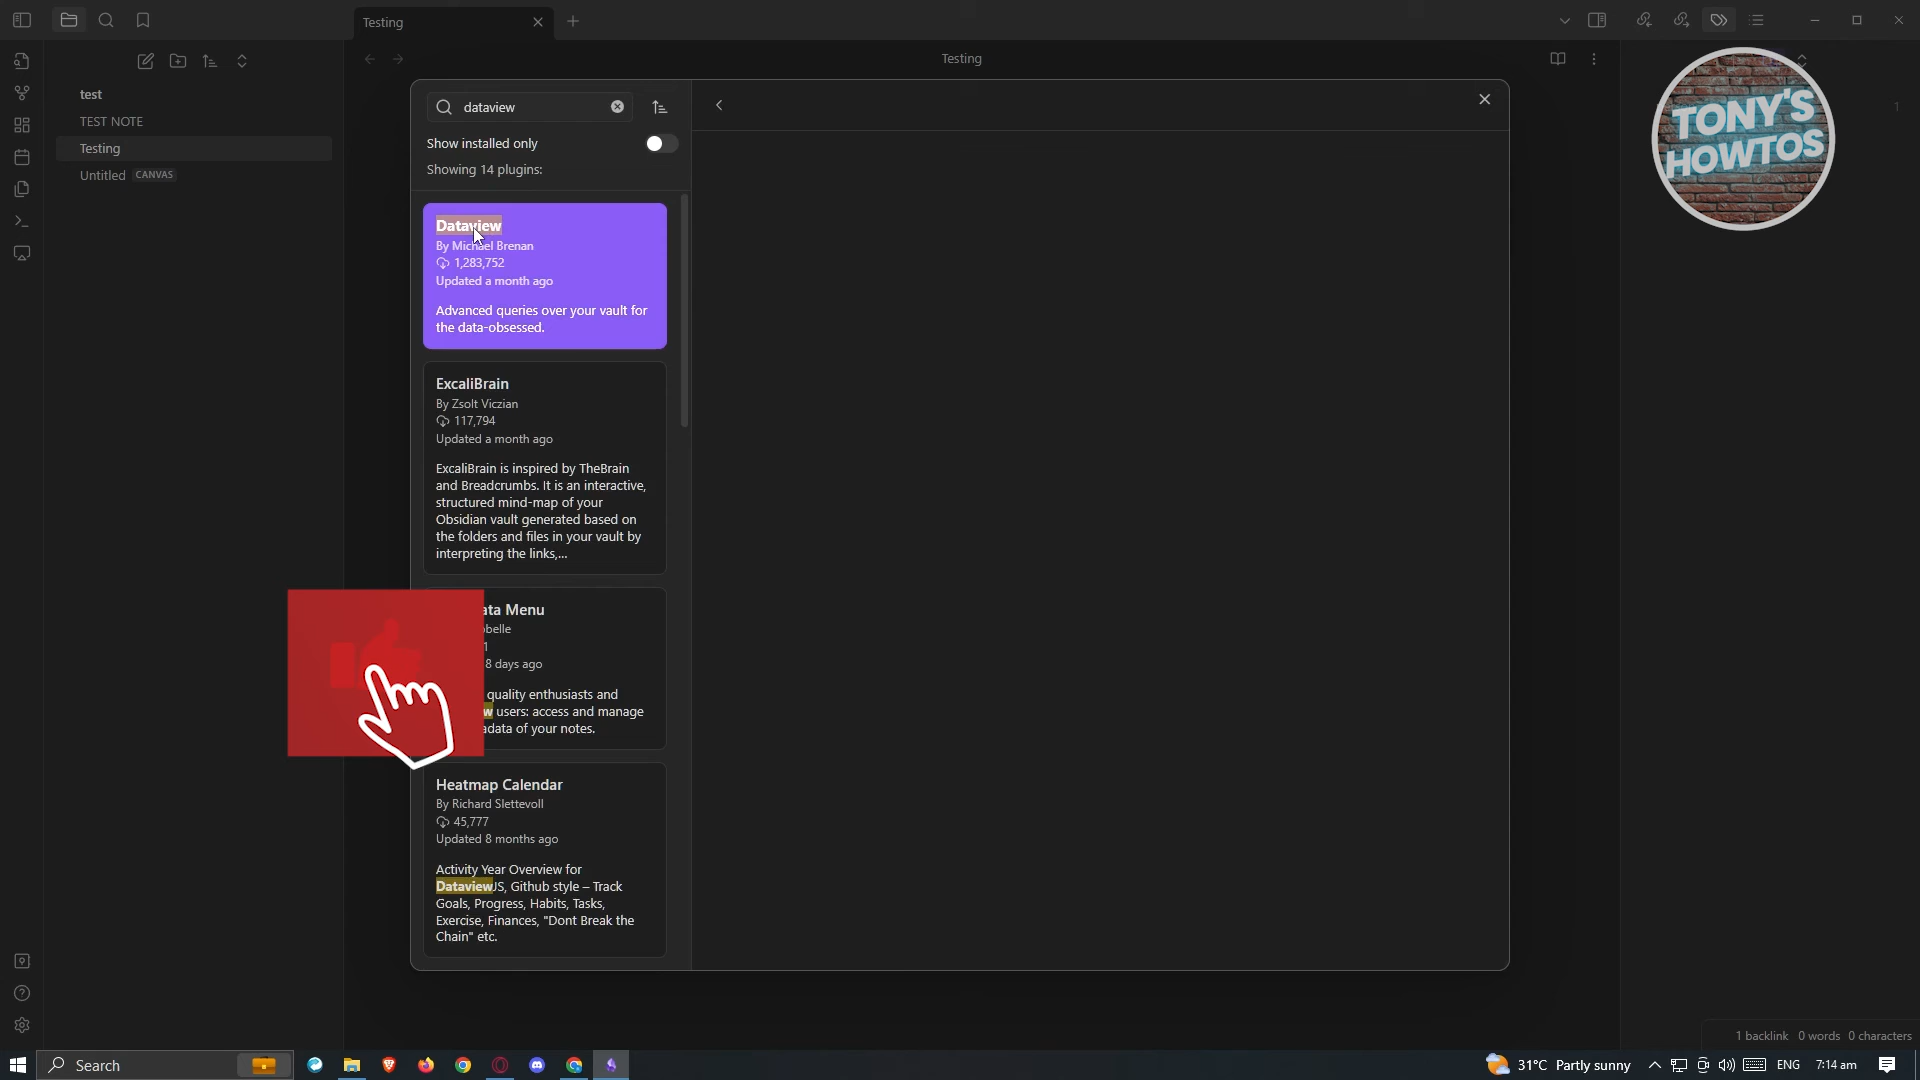 Testing
Testing
test
TEST NOTE
Testing
Untitled CANVAS
dataview
Show installed only
Showing 14 plugins:
Dataview
By Michael Brenan
1,283,752
Updated a month ago
Advanced queries over your vault for
the data-obsessed.
ExcaliBrain
By Zsolt Viczian
117,794
Updated a month ago
ExcaliBrain is inspired by TheBrain
and Breadcrumbs. It is an interactive,
structured mind-map of your
Obsidian vault generated based on
the folders and files in your vault by
interpreting the links,...
ata Menu
belle
1
8 days ago
quality enthusiasts and
w users: access and manage
adata of your notes.
Heatmap Calendar
By Richard Slettevoll
45,777
Updated 8 months ago
Activity Year Overview for
DataviewJS, Github style – Track
Goals, Progress, Habits, Tasks,
Exercise, Finances, "Dont Break the
Chain" etc.
TONY'S
HOWTOS
1
1 backlink 0 words 0 characters
Search
31°C Partly sunny
ENG
7:14 am